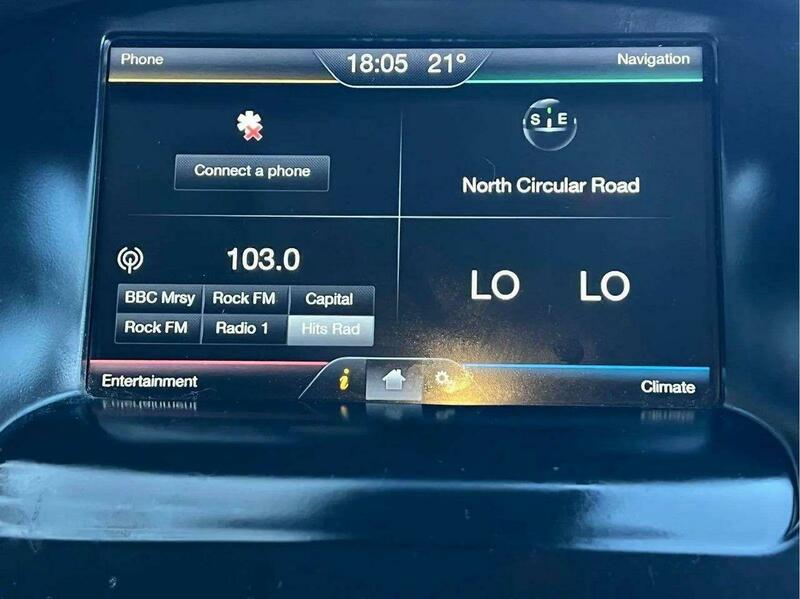 Phone
18:05 21°
Navigation
Connect a phone
S E
North Circular Road
103.0
BBC Mrsy Rock FM Capital
Rock FM Radio 1 Hits Rad
LO LO
Entertainment
i
Climate